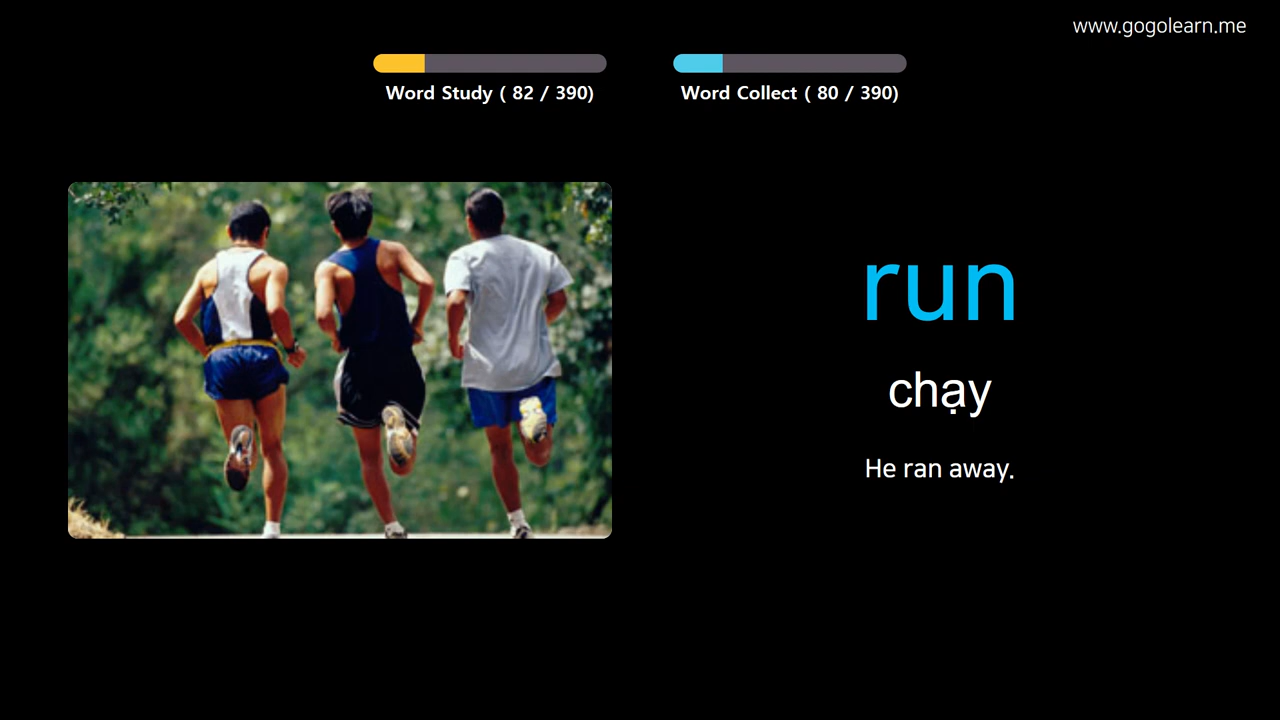 www.gogolearn.me
Word Study ( 82 / 390)
Word Collect ( 80 / 390)
run
chạy
He ran away.